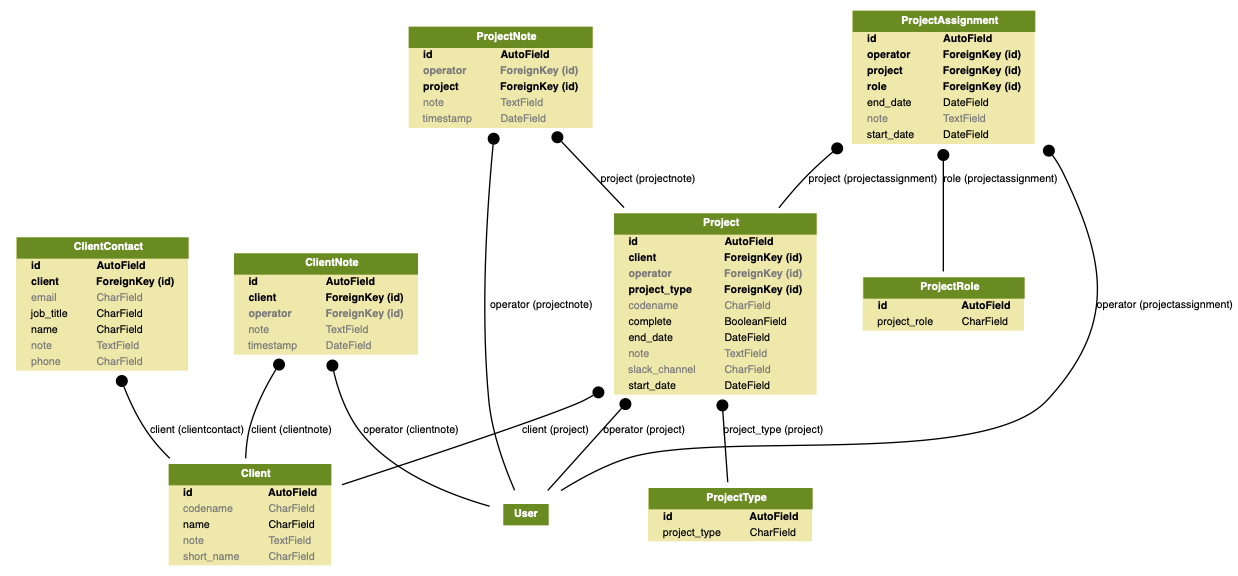 ProjectAssignment
id AutoField
operator ForeignKey (id)
project ForeignKey (id)
role ForeignKey (id)
end_date DateField
note TextField
start_date DateField
ProjectNote
id AutoField
operator ForeignKey (id)
project ForeignKey (id)
note TextField
timestamp DateField
project (projectnote)
project (projectassignment)
role (projectassignment)
Project
id AutoField
client ForeignKey (id)
operator ForeignKey (id)
project_type ForeignKey (id)
codename CharField
complete BooleanField
end_date DateField
note TextField
slack_channel CharField
start_date DateField
ClientContact
id AutoField
client ForeignKey (id)
email CharField
job_title CharField
name CharField
note TextField
phone CharField
ClientNote
id AutoField
client ForeignKey (id)
operator ForeignKey (id)
note TextField
timestamp DateField
ProjectRole
id AutoField
project_role CharField
operator (projectnote)
operator (projectassignment)
client (clientcontact)
client (clientnote)
operator (clientnote)
client (project)
operator (project)
project_type (project)
Client
id AutoField
codename CharField
name CharField
note TextField
short_name CharField
User
ProjectType
id AutoField
project_type CharField